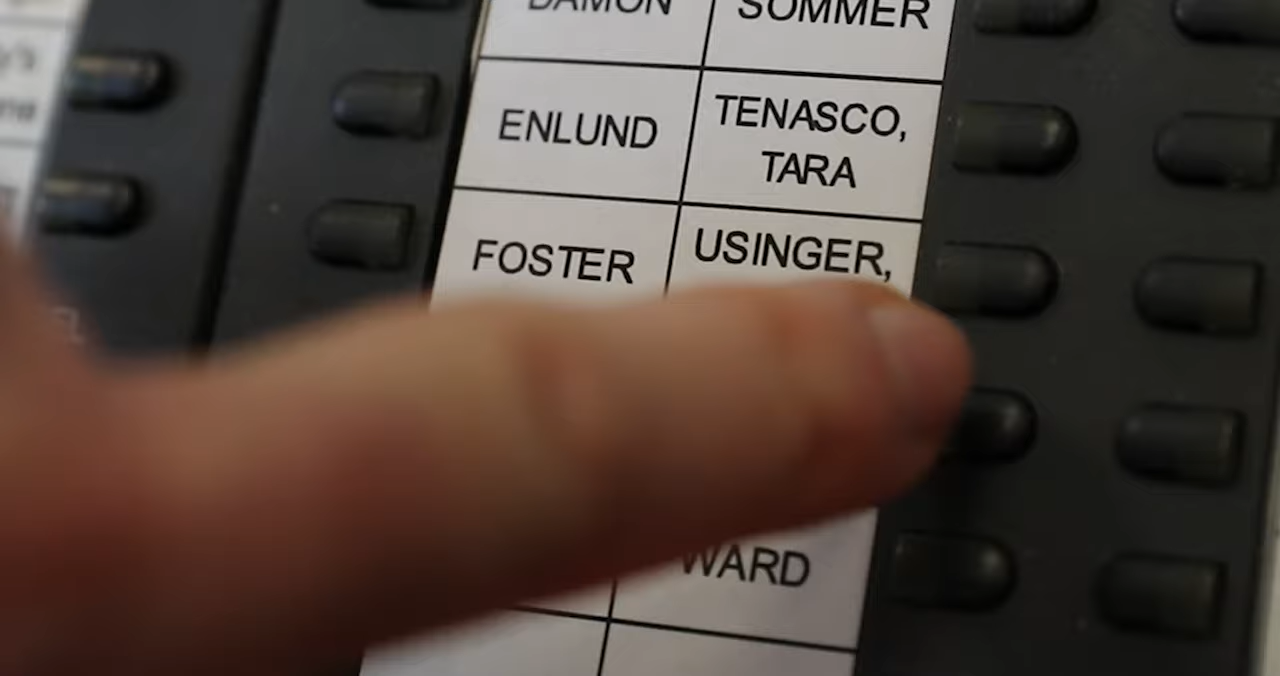 DAMON
SOMMER
ENLUND
TENASCO,
TARA
FOSTER
USINGER,
WARD